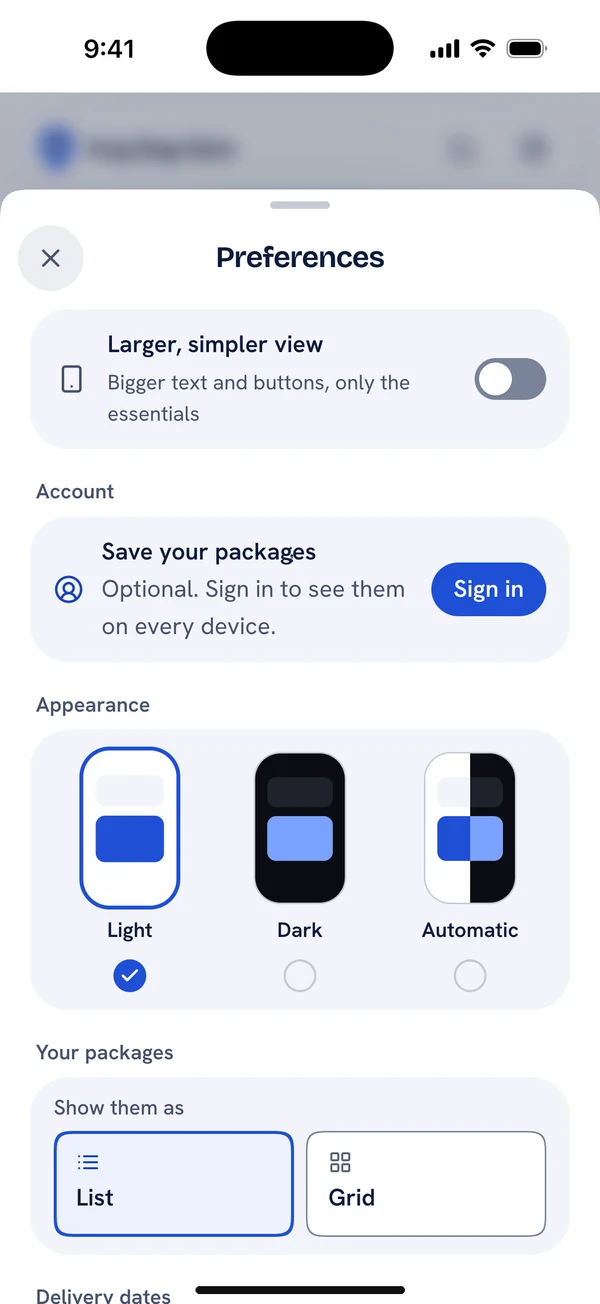 9:41
Preferences
Larger, simpler view
Bigger text and buttons, only the
essentials
Account
Save your packages
Optional. Sign in to see them
on every device.
Sign in
Appearance
Light
Dark
Automatic
Your packages
Show them as
List
Grid
Delivery dates